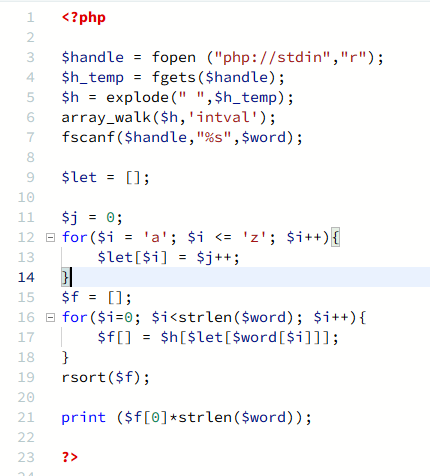 1 <?php
2
3 $handle = fopen ("php://stdin","r");
4 $h_temp = fgets($handle);
5 $h = explode(" ",$h_temp);
6 array_walk($h,'intval');
7 fscanf($handle,"%s",$word);
8
9 $let = [];
10
11 $j = 0;
12 for($i = 'a'; $i <= 'z'; $i++){
13 $let[$i] = $j++;
14 }
15 $f = [];
16 for($i=0; $i<strlen($word); $i++){
17 $f[] = $h[$let[$word[$i]]];
18 }
19 rsort($f);
20
21 print ($f[0]*strlen($word));
22
23 ?>